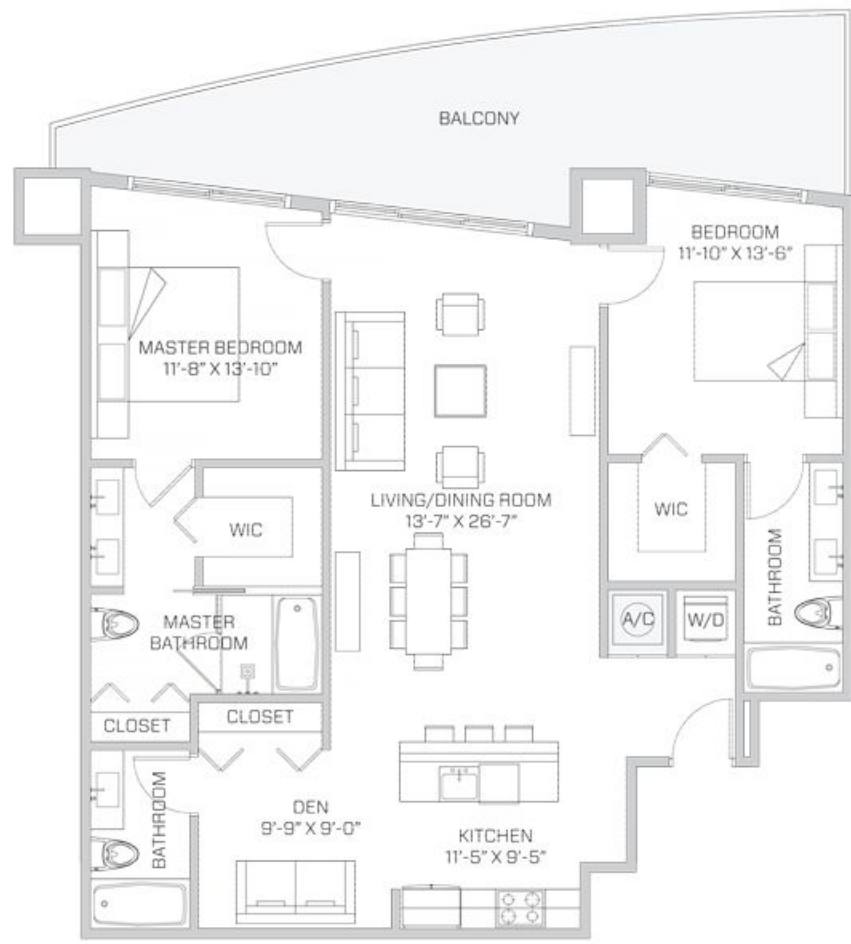 BALCONY
BEDROOM
11'-10" X 13'-6"
MASTER BEDROOM
11'-8" X 13'-10"
LIVING/DINING ROOM
13'-7" X 26'-7"
WIC
WIC
A/C
W/D
BATHROOM
MASTER
BATHROOM
CLOSET
CLOSET
BATHROOM
DEN
9'-9" X 9'-0"
KITCHEN
11'-5" X 9'-5"